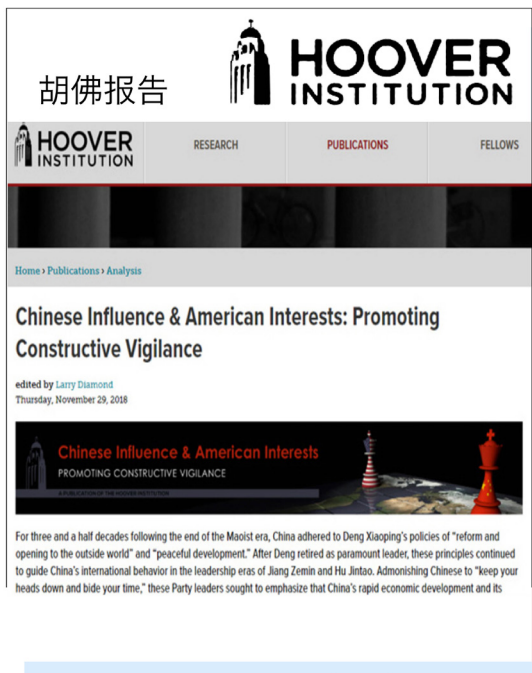 HOOVER
INSTITUTION
胡佛报告
HOOVER
INSTITUTION
RESEARCH
PUBLICATIONS
FELLOWS
Home › Publications › Analysis
Chinese Influence & American Interests: Promoting
Constructive Vigilance
edited by Larry Diamond
Thursday, November 29, 2018
Chinese Influence & American Interests
PROMOTING CONSTRUCTIVE VIGILANCE
A PUBLICATION OF THE HOOVER INSTITUTION
For three and a half decades following the end of the Maoist era, China adhered to Deng Xiaoping's policies of "reform and
opening to the outside world" and "peaceful development." After Deng retired as paramount leader, these principles continued
to guide China's international behavior in the leadership eras of Jiang Zemin and Hu Jintao. Admonishing Chinese to "keep your
heads down and bide your time," these Party leaders sought to emphasize that China's rapid economic development and its